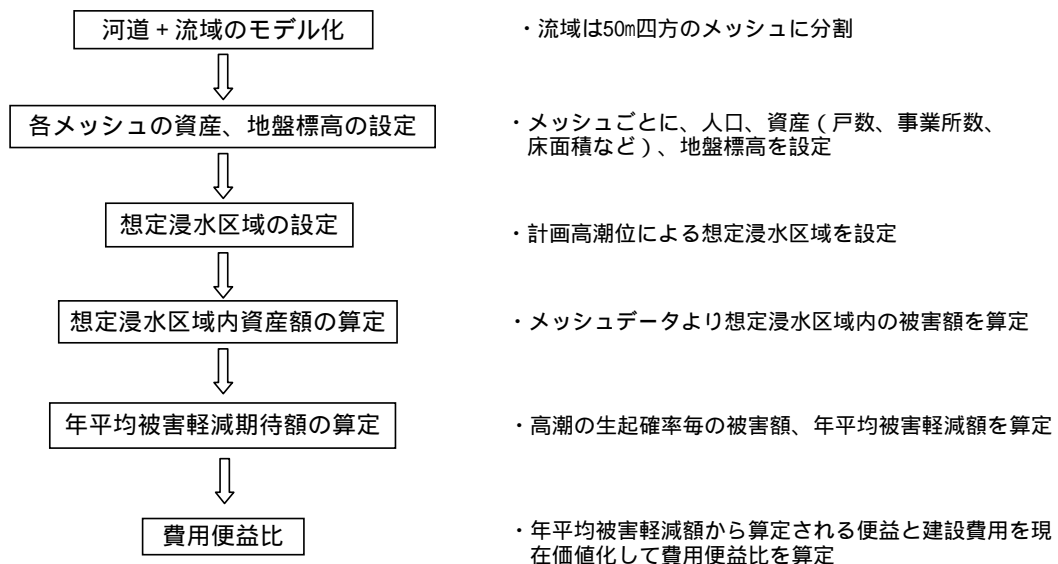 河道＋流域のモデル化
・流域は50m四方のメッシュに分割
各メッシュの資産、地盤標高の設定
・メッシュごとに、人口、資産（戸数、事業所数、
床面積など）、地盤標高を設定
想定浸水区域の設定
・計画高潮位による想定浸水区域を設定
想定浸水区域内資産額の算定
・メッシュデータより想定浸水区域内の被害額を算定
年平均被害軽減期待額の算定
・高潮の生起確率毎の被害額、年平均被害軽減額を算定
費用便益比
・年平均被害軽減額から算定される便益と建設費用を現
在価値化して費用便益比を算定